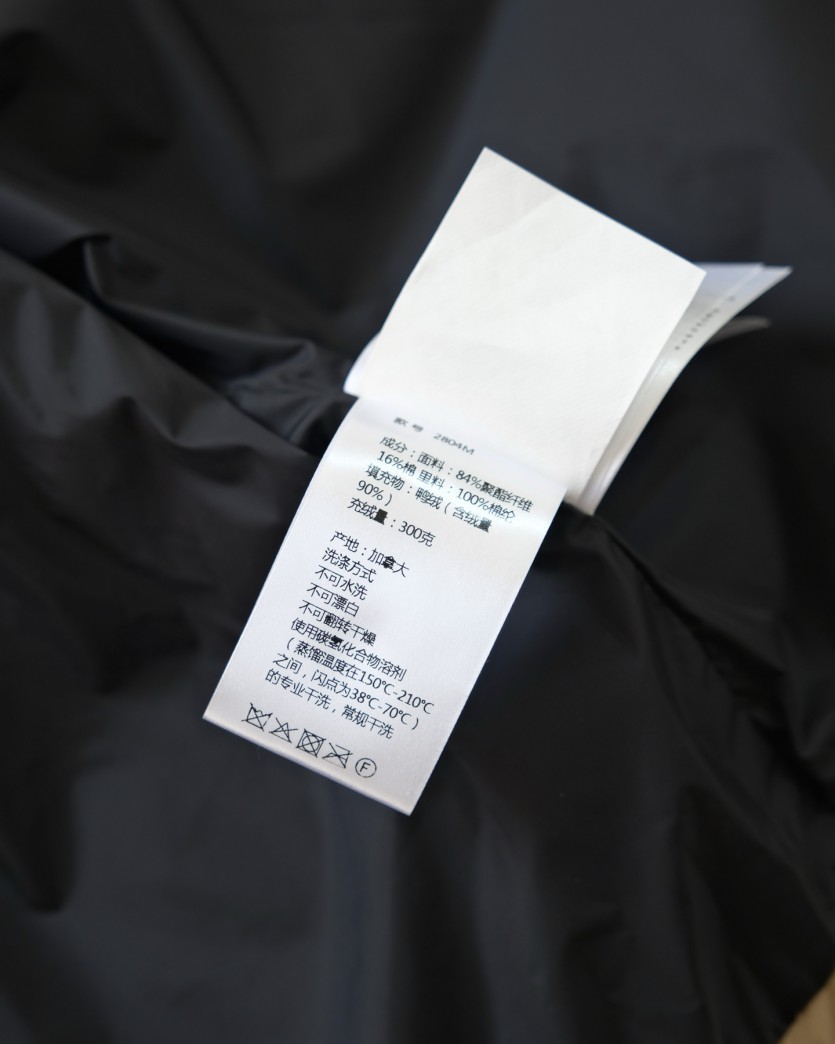 款号 2804M
成分：面料：84%聚酯纤维
16%棉 里料：100%棉纶
填充物：鸭绒（含绒量
90%）
充绒量：300克
产地：加拿大
洗涤方式
不可水洗
不可漂白
不可翻转干燥
使用碳氢化合物溶剂
（蒸馏温度在150℃-210℃
之间，闪点为38℃-70℃）
的专业干洗，常规干洗
F